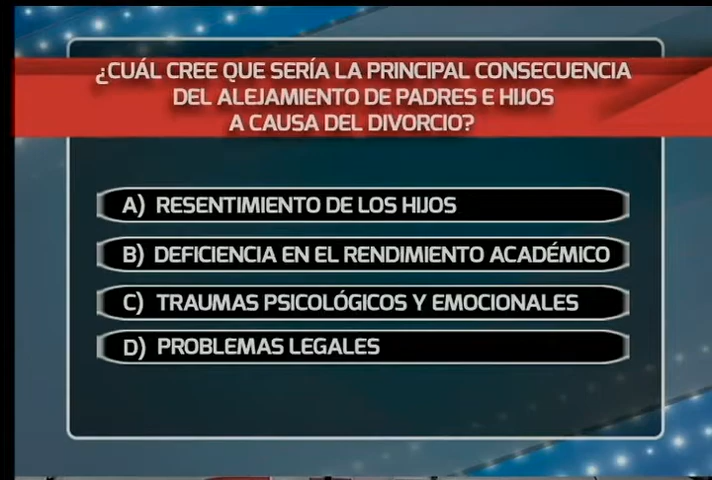 ¿CUÁL CREE QUE SERÍA LA PRINCIPAL CONSECUENCIA
DEL ALEJAMIENTO DE PADRES E HIJOS
A CAUSA DEL DIVORCIO?
A) RESENTIMIENTO DE LOS HIJOS
B) DEFICIENCIA EN EL RENDIMIENTO ACADÉMICO
C) TRAUMAS PSICOLÓGICOS Y EMOCIONALES
D) PROBLEMAS LEGALES